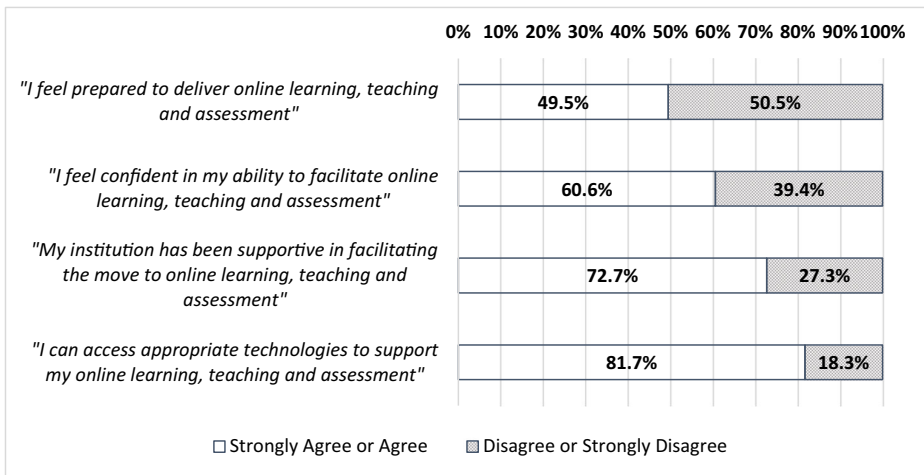 0% 10% 20% 30% 40% 50% 60% 70% 80% 90% 100%
"I feel prepared to deliver online learning, teaching
and assessment"
49.5% 50.5%
"I feel confident in my ability to facilitate online
learning, teaching and assessment"
60.6% 39.4%
"My institution has been supportive in facilitating
the move to online learning, teaching and
assessment"
72.7% 27.3%
"I can access appropriate technologies to support
my online learning, teaching and assessment"
81.7% 18.3%
Strongly Agree or Agree Disagree or Strongly Disagree